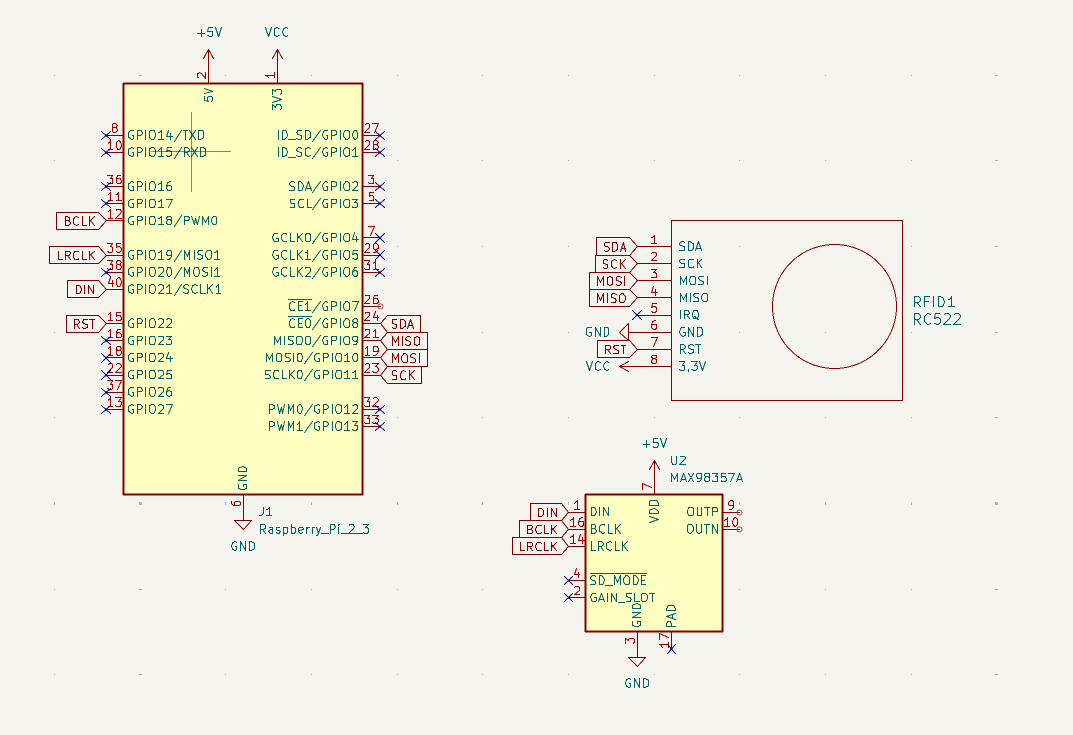 +5V VCC
2 1
5V 3V3
8 GPIO14/TXD ID_SD/GPIO0 27
10 GPIO15/RXD ID_SC/GPIO1 28
36 GPIO16 SDA/GPIO2 3
11 GPIO17 SCL/GPIO3 5
BCLK 12 GPIO18/PWM0
GCLK0/GPIO4 7
LRCLK 35 GPIO19/MISO1 GCLK1/GPIO5 29
38 GPIO20/MOSI1 GCLK2/GPIO6 31
DIN 40 GPIO21/SCLK1
CE1/GPIO7 26
RST 15 GPIO22 CE0/GPIO8 24 SDA
16 GPIO23 MISO0/GPIO9 21 MISO
18 GPIO24 MOSI0/GPIO10 19 MOSI
22 GPIO25 SCLK0/GPIO11 23 SCK
37 GPIO26
13 GPIO27 PWM0/GPIO12 32
PWM1/GPIO13 33
GND
6
J1
Raspberry_Pi_2_3
GND
SDA 1 SDA
SCK 2 SCK
MOSI 3 MOSI
MISO 4 MISO
5 IRQ
GND 6 GND
RST 7 RST
VCC 8 3,3V
RFID1
RC522
+5V
U2
MAX98357A
7
VDD
DIN 1 DIN OUTP 9
BCLK 16 BCLK OUTN 10
LRCLK 14 LRCLK
4 SD_MODE
2 GAIN_SLOT
GND PAD
3 17
GND